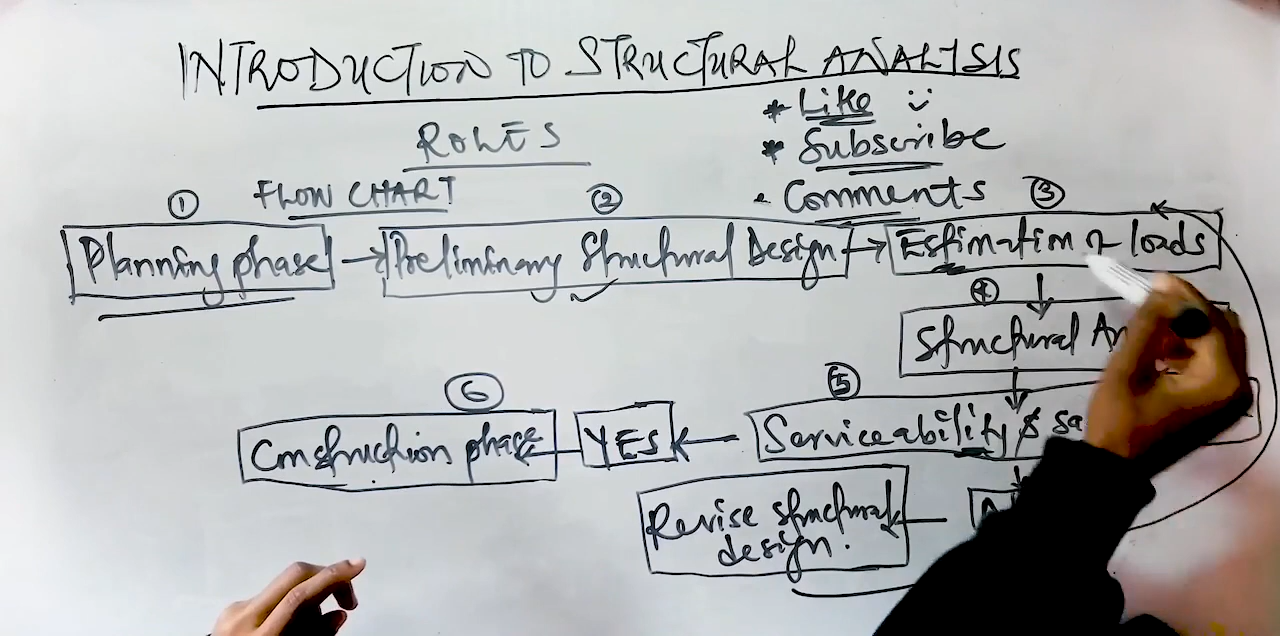 INTRODUCTION TO STRUCTURAL ANALYSIS
* Like
ROLES
* Subscribe
FLOW CHART
• Comments
① ② ③
Planning phase Preliminary Structural Design Estimation of loads
④
Structural An
⑤
⑥
Serviceability & sa
Construction phase YES
Revise structural
design.